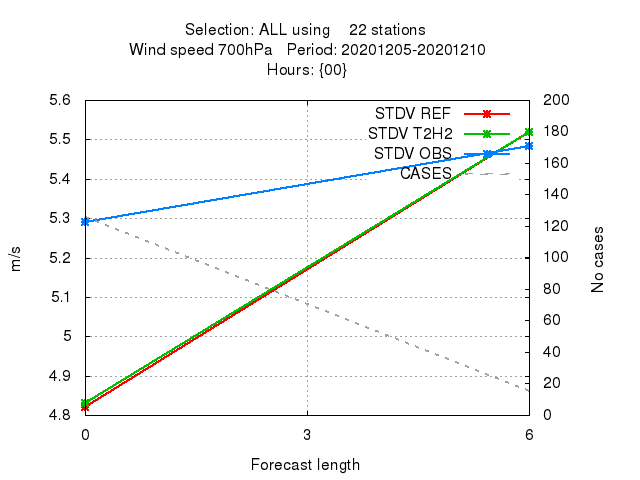 Selection: ALL using    22 stations
Wind speed 700hPa   Period: 20201205-20201210
Hours: {00}
5.6
5.5
5.4
5.3
5.2
5.1
5
4.9
4.8
200
180
160
140
120
100
80
60
40
20
0
STDV REF
STDV T2H2
STDV OBS
CASES
m/s
No cases
0
3
6
Forecast length